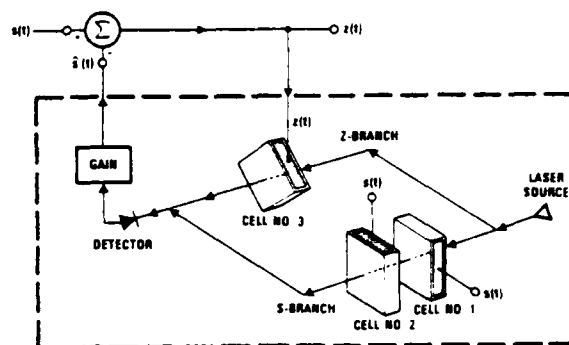 s(t)
Σ
z(t)
ŝ(t)
z(t)
Z-BRANCH
GAIN
s(t)
LASER
SOURCE
CELL NO 3
DETECTOR
s(t)
S-BRANCH
CELL NO 1
CELL NO 2